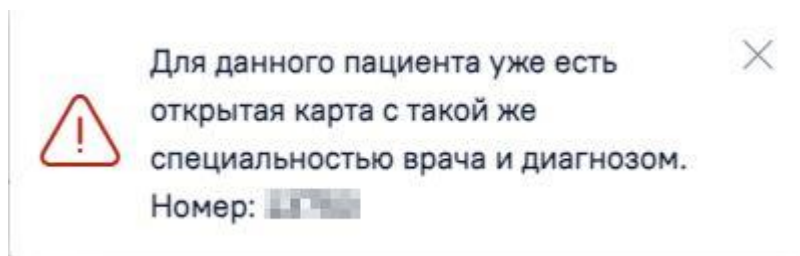 Для данного пациента уже есть
открытая карта с такой же
специальностью врача и диагнозом.
Номер: